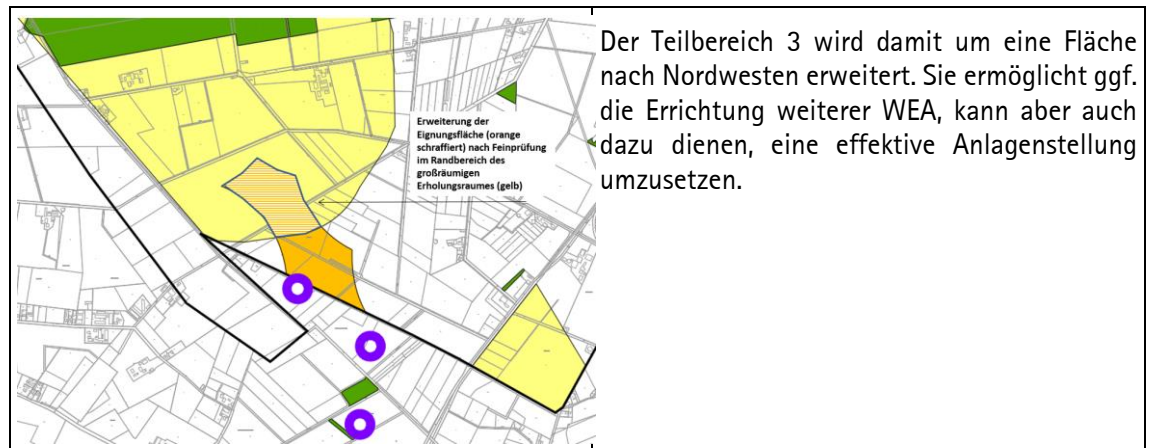 Erweiterung der
Eignungsfläche (orange
schraffiert) nach Feinprüfung
im Randbereich des
großräumigen
Erholungsraumes (gelb)
Der Teilbereich 3 wird damit um eine Fläche
nach Nordwesten erweitert. Sie ermöglicht ggf.
die Errichtung weiterer WEA, kann aber auch
dazu dienen, eine effektive Anlagenstellung
umzusetzen.